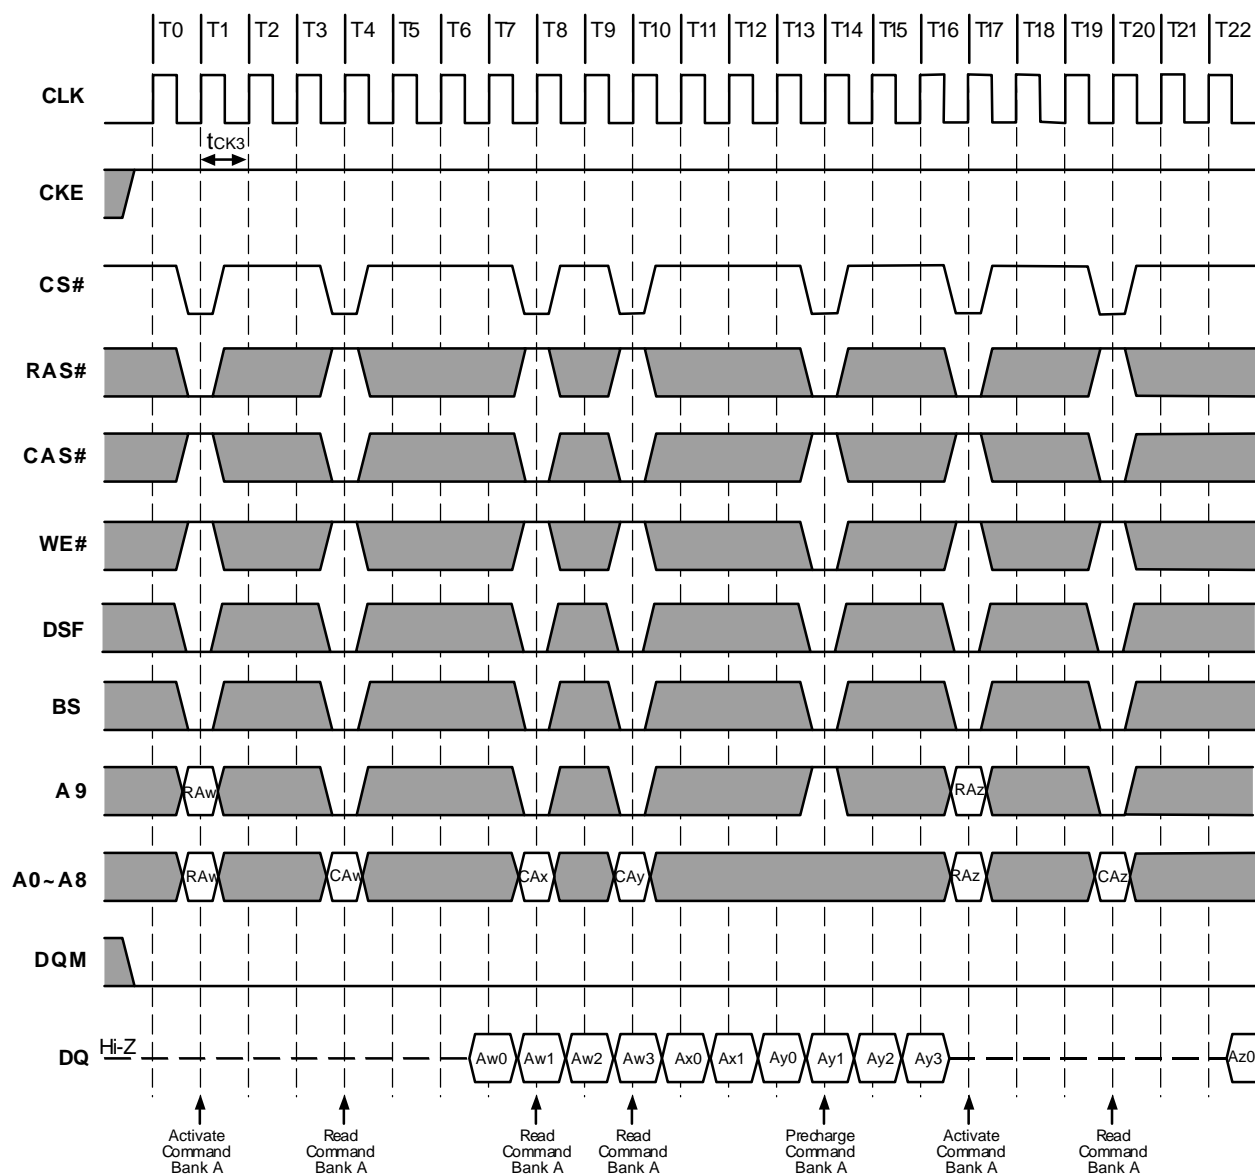 T0 T1 T2 T3 T4 T5 T6 T7 T8 T9 T10 T11 T12 T13 T14 T15 T16 T17 T18 T19 T20 T21 T22
CLK
tCK3
CKE
CS#
RAS#
CAS#
WE#
DSF
BS
A9 RAw RAz
A0~A8 RAw CAw CAx CAy RAz CAz
DQM
DQ Hi-Z Aw0 Aw1 Aw2 Aw3 Ax0 Ax1 Ay0 Ay1 Ay2 Ay3 Az0
Activate
Command
Bank A
Read
Command
Bank A
Read
Command
Bank A
Read
Command
Bank A
Precharge
Command
Bank A
Activate
Command
Bank A
Read
Command
Bank A